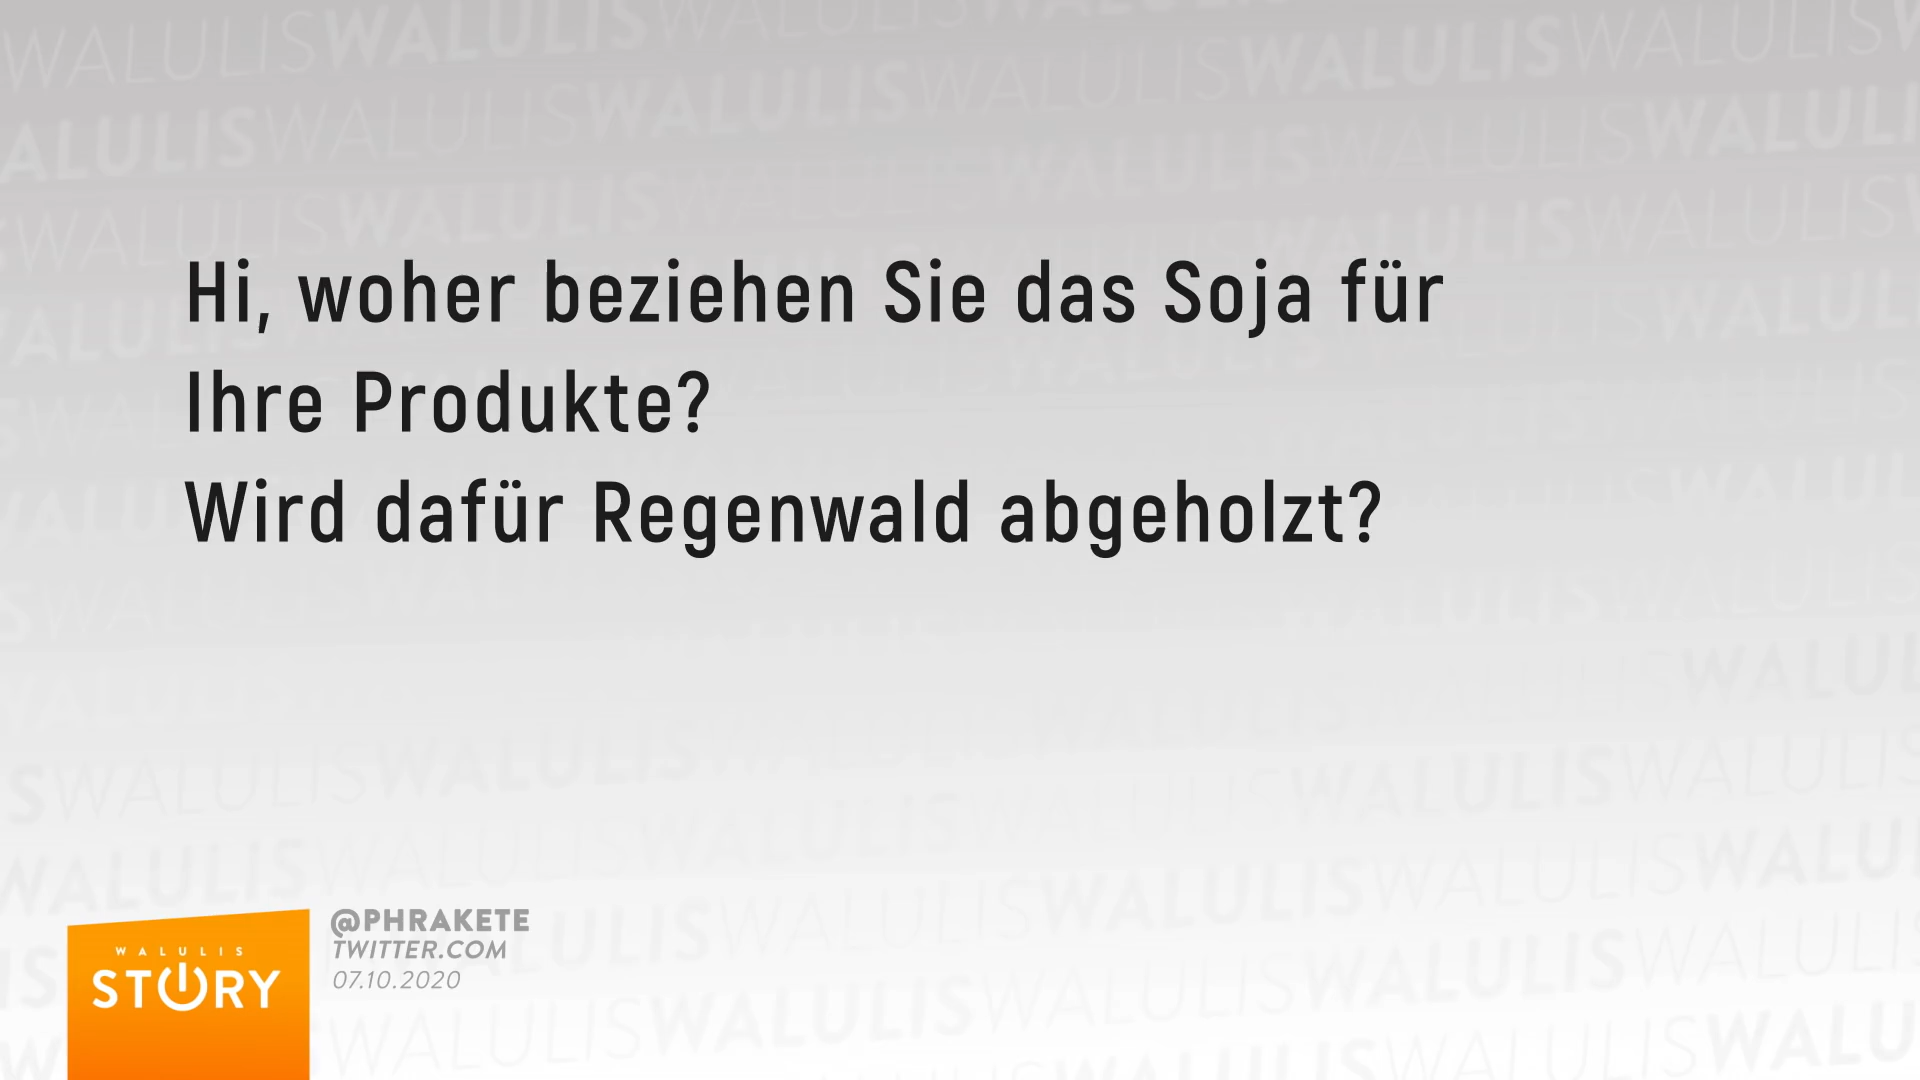 Hi, woher beziehen Sie das Soja für
Ihre Produkte?
Wird dafür Regenwald abgeholzt?
@PHRAKETE
TWITTER.COM
07.10.2020
WALULIS
STORY